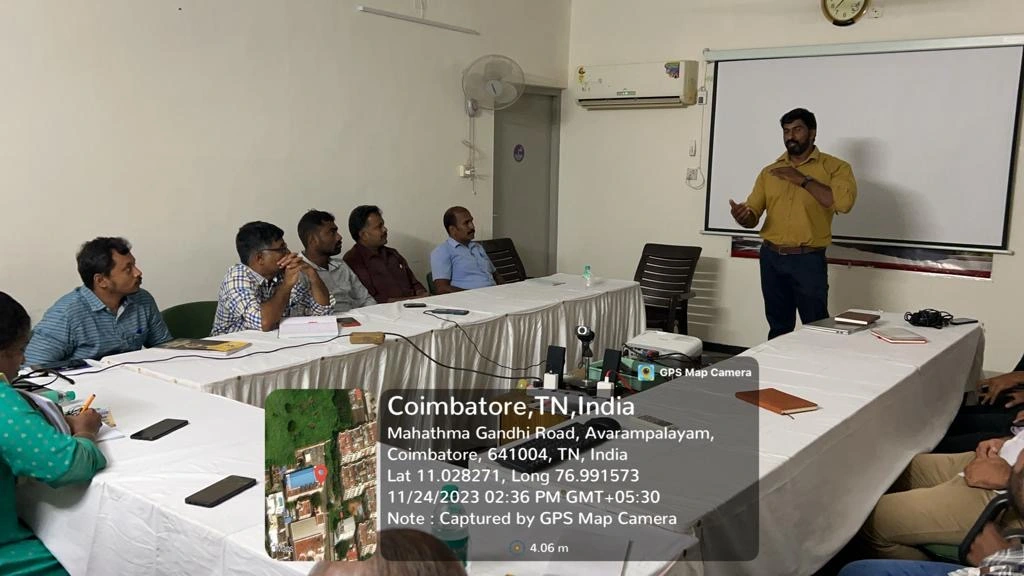 GPS Map Camera
Coimbatore,TN,India
Mahathma Gandhi Road, Avarampalayam,
Coimbatore, 641004, TN, India
Lat 11.028271, Long 76.991573
11/24/2023 02:36 PM GMT+05:30
Note : Captured by GPS Map Camera
4.06 m